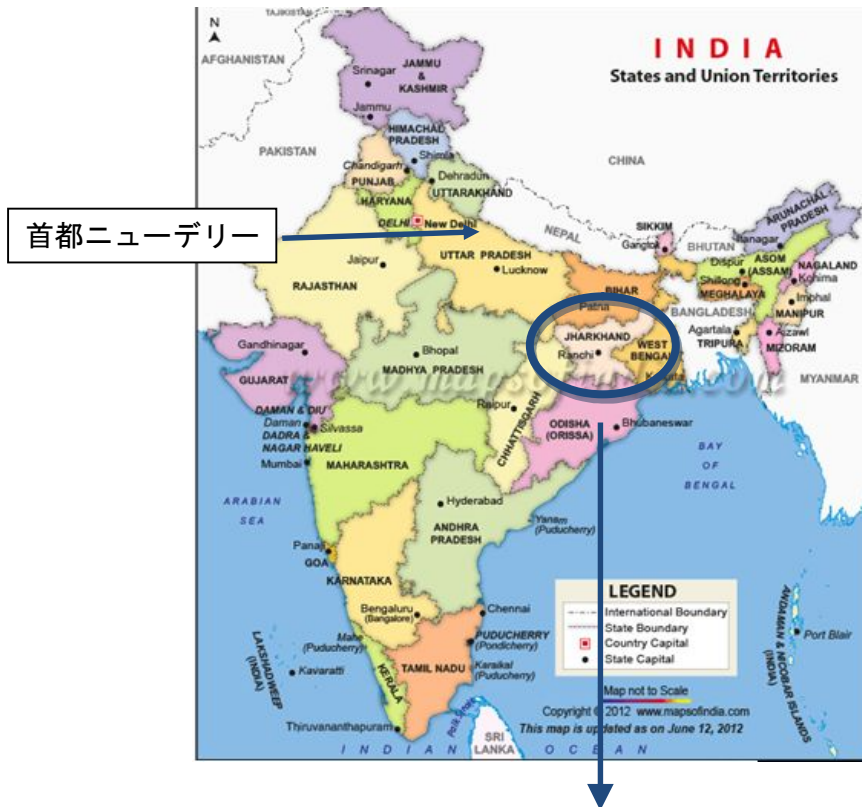 TAJIKISTAN
N
AFGHANISTAN
INDIA
States and Union Territories
JAMMU
&
KASHMIR
Srinagar
Jammu
HIMACHAL
PRADESH
Shimla
PAKISTAN
CHINA
Chandigarh
PUNJAB
Dehradun
UTTARAKHAND
HARYANA
ARUNACHAL
PRADESH
首都ニューデリー
DELHI
New Delhi
NEPAL
SIKKIM
Gangtok
BHUTAN
Itanagar
Dispur
ASOM
(ASSAM)
NAGALAND
Kohima
Jaipur
UTTAR PRADESH
Lucknow
RAJASTHAN
BIHAR
Patna
Shillong
MEGHALAYA
Imphal
MANIPUR
BANGLADESH
Agartala
TRIPURA
Aizawl
MIZORAM
JHARKHAND
Ranchi
WEST
BENGAL
Kolkata
MYANMAR
Gandhinagar
GUJARAT
Bhopal
MADHYA PRADESH
www.mapsofindia.com
DAMAN & DIU
Daman
Silvassa
DADRA &
NAGAR HAVELI
Raipur
CHHATTISGARH
ODISHA
(ORISSA)
Bhubaneswar
Mumbai
MAHARASHTRA
BAY
OF
BENGAL
ARABIAN
SEA
Hyderabad
ANDHRA
PRADESH
Yanam
(Puducherry)
Panaji
GOA
KARNATAKA
Bengaluru
(Bangalore)
Chennai
LEGEND
International Boundary
State Boundary
Country Capital
State Capital
Mahe
(Puducherry)
PUDUCHERRY
(Pondicherry)
LAKSHADWEEP
(INDIA)
Kavaratti
KERALA
TAMIL NADU
Karaikal
(Puducherry)
ANDAMAN & NICOBAR ISLANDS
(INDIA)
Port Blair
Map not to Scale
Copyright © 2012 www.mapsofindia.com
This map is updated as on June 12, 2012
Thiruvananthapuram
Palk Strait
SRI
LANKA
INDIAN OCEAN